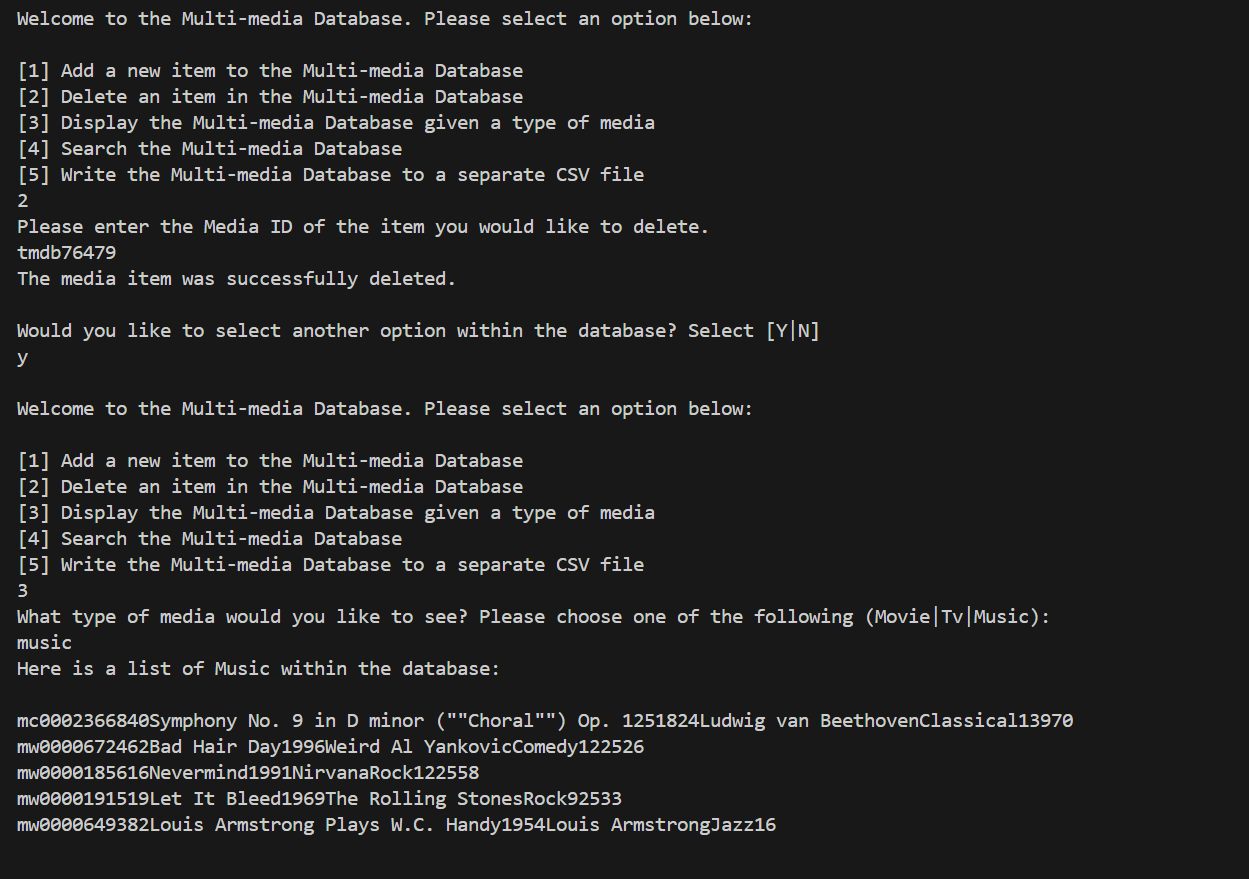 Welcome to the Multi-media Database. Please select an option below:
[1] Add a new item to the Multi-media Database
[2] Delete an item in the Multi-media Database
[3] Display the Multi-media Database given a type of media
[4] Search the Multi-media Database
[5] Write the Multi-media Database to a separate CSV file
2
Please enter the Media ID of the item you would like to delete.
tmdb76479
The media item was successfully deleted.
Would you like to select another option within the database? Select [Y|N]
y
Welcome to the Multi-media Database. Please select an option below:
[1] Add a new item to the Multi-media Database
[2] Delete an item in the Multi-media Database
[3] Display the Multi-media Database given a type of media
[4] Search the Multi-media Database
[5] Write the Multi-media Database to a separate CSV file
3
What type of media would you like to see? Please choose one of the following (Movie|Tv|Music):
music
Here is a list of Music within the database:
mc0002366840Symphony No. 9 in D minor (""Choral"") Op. 1251824Ludwig van BeethovenClassical13970
mw0000672462Bad Hair Day1996Weird Al YankovicComedy122526
mw0000185616Nevermind1991NirvanaRock122558
mw0000191519Let It Bleed1969The Rolling StonesRock92533
mw0000649382Louis Armstrong Plays W.C. Handy1954Louis ArmstrongJazz16